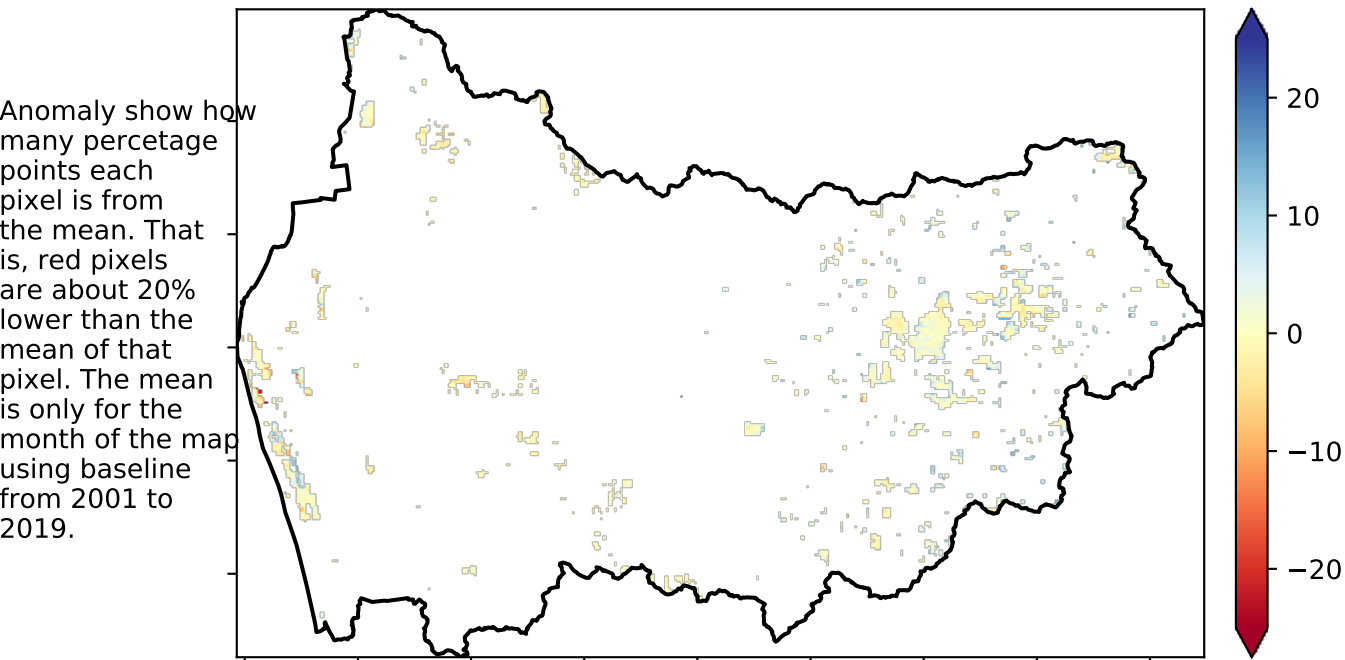 Anomaly show how
many percetage
points each
pixel is from
the mean. That
is, red pixels
are about 20%
lower than the
mean of that
pixel. The mean
is only for the
month of the map
using baseline
from 2001 to
2019.
20
10
0
−10
−20